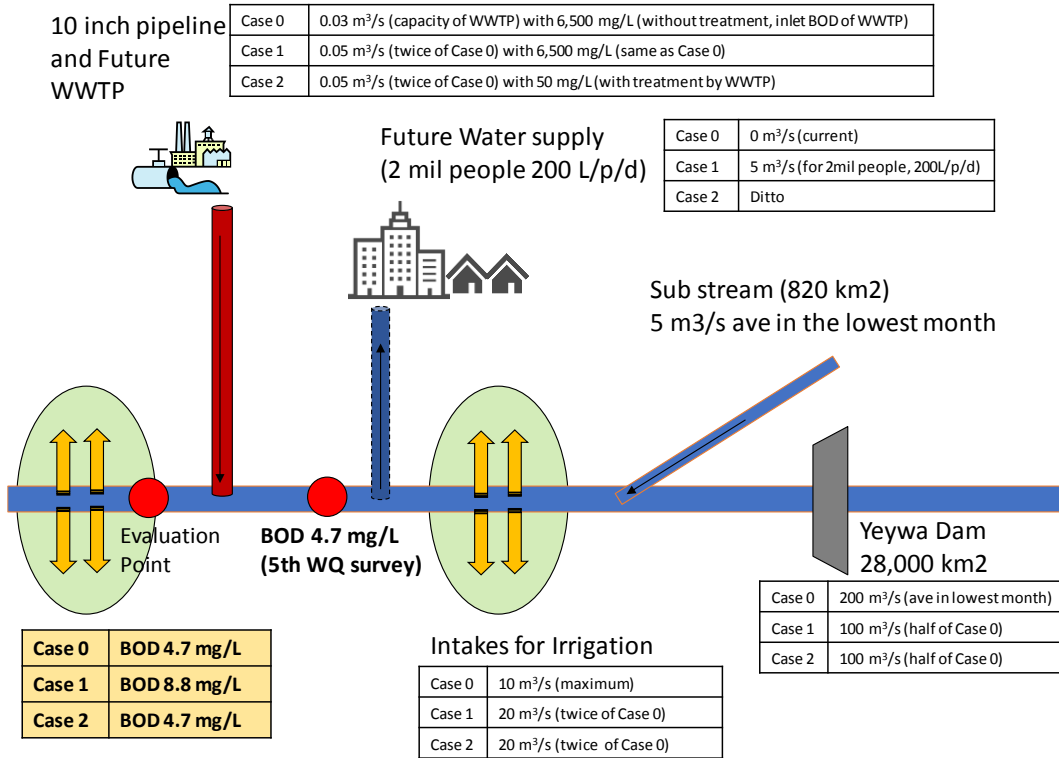 10 inch pipeline
and Future
WWTP
Case 0 0.03 m³/s (capacity of WWTP) with 6,500 mg/L (without treatment, inlet BOD of WWTP)
Case 1 0.05 m³/s (twice of Case 0) with 6,500 mg/L (same as Case 0)
Case 2 0.05 m³/s (twice of Case 0) with 50 mg/L (with treatment by WWTP)
Future Water supply
(2 mil people 200 L/p/d)
Case 0 0 m³/s (current)
Case 1 5 m³/s (for 2mil people, 200L/p/d)
Case 2 Ditto
Sub stream (820 km2)
5 m3/s ave in the lowest month
Evaluation
Point
BOD 4.7 mg/L
(5th WQ survey)
Yeywa Dam
28,000 km2
Case 0 200 m³/s (ave in lowest month)
Case 1 100 m³/s (half of Case 0)
Case 2 100 m³/s (half of Case 0)
Case 0 BOD 4.7 mg/L
Case 1 BOD 8.8 mg/L
Case 2 BOD 4.7 mg/L
Intakes for Irrigation
Case 0 10 m³/s (maximum)
Case 1 20 m³/s (twice of Case 0)
Case 2 20 m³/s (twice of Case 0)